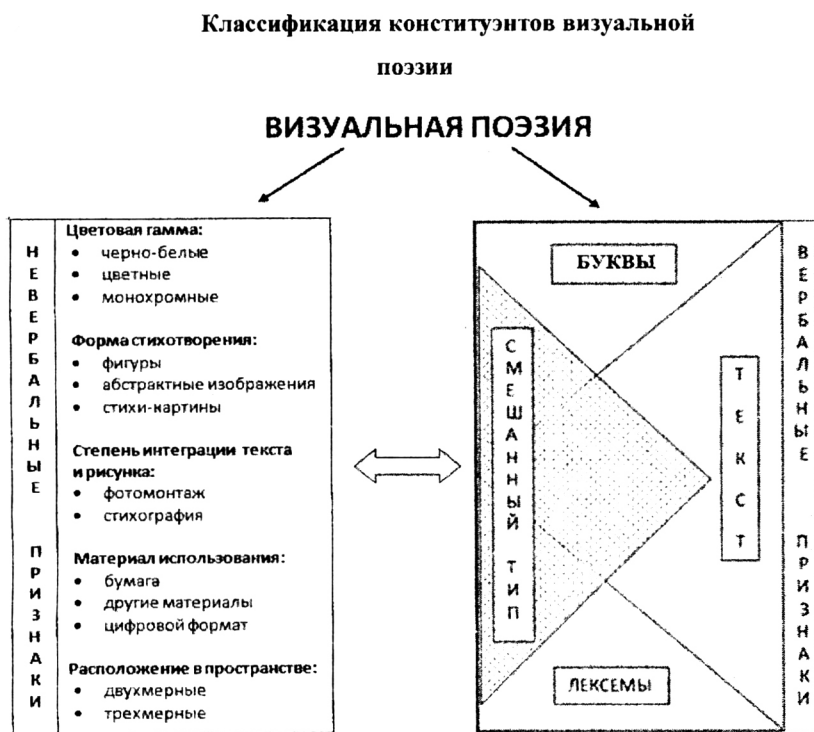 Классификация конституэнтов визуальной
поэзии
ВИЗУАЛЬНАЯ ПОЭЗИЯ
НЕВЕРБАЛЬНЫЕ ПРИЗНАКИ
Цветовая гамма:
• черно-белые
• цветные
• монохромные
Форма стихотворения:
• фигуры
• абстрактные изображения
• стихи-картины
Степень интеграции текста
и рисунка:
• фотомонтаж
• стихография
Материал использования:
• бумага
• другие материалы
• цифровой формат
Расположение в пространстве:
• двухмерные
• трехмерные
БУКВЫ
СМЕШАННЫЙ ТИП
ТЕКСТ
ЛЕКСЕМЫ
ВЕРБАЛЬНЫЕ ПРИЗНАКИ